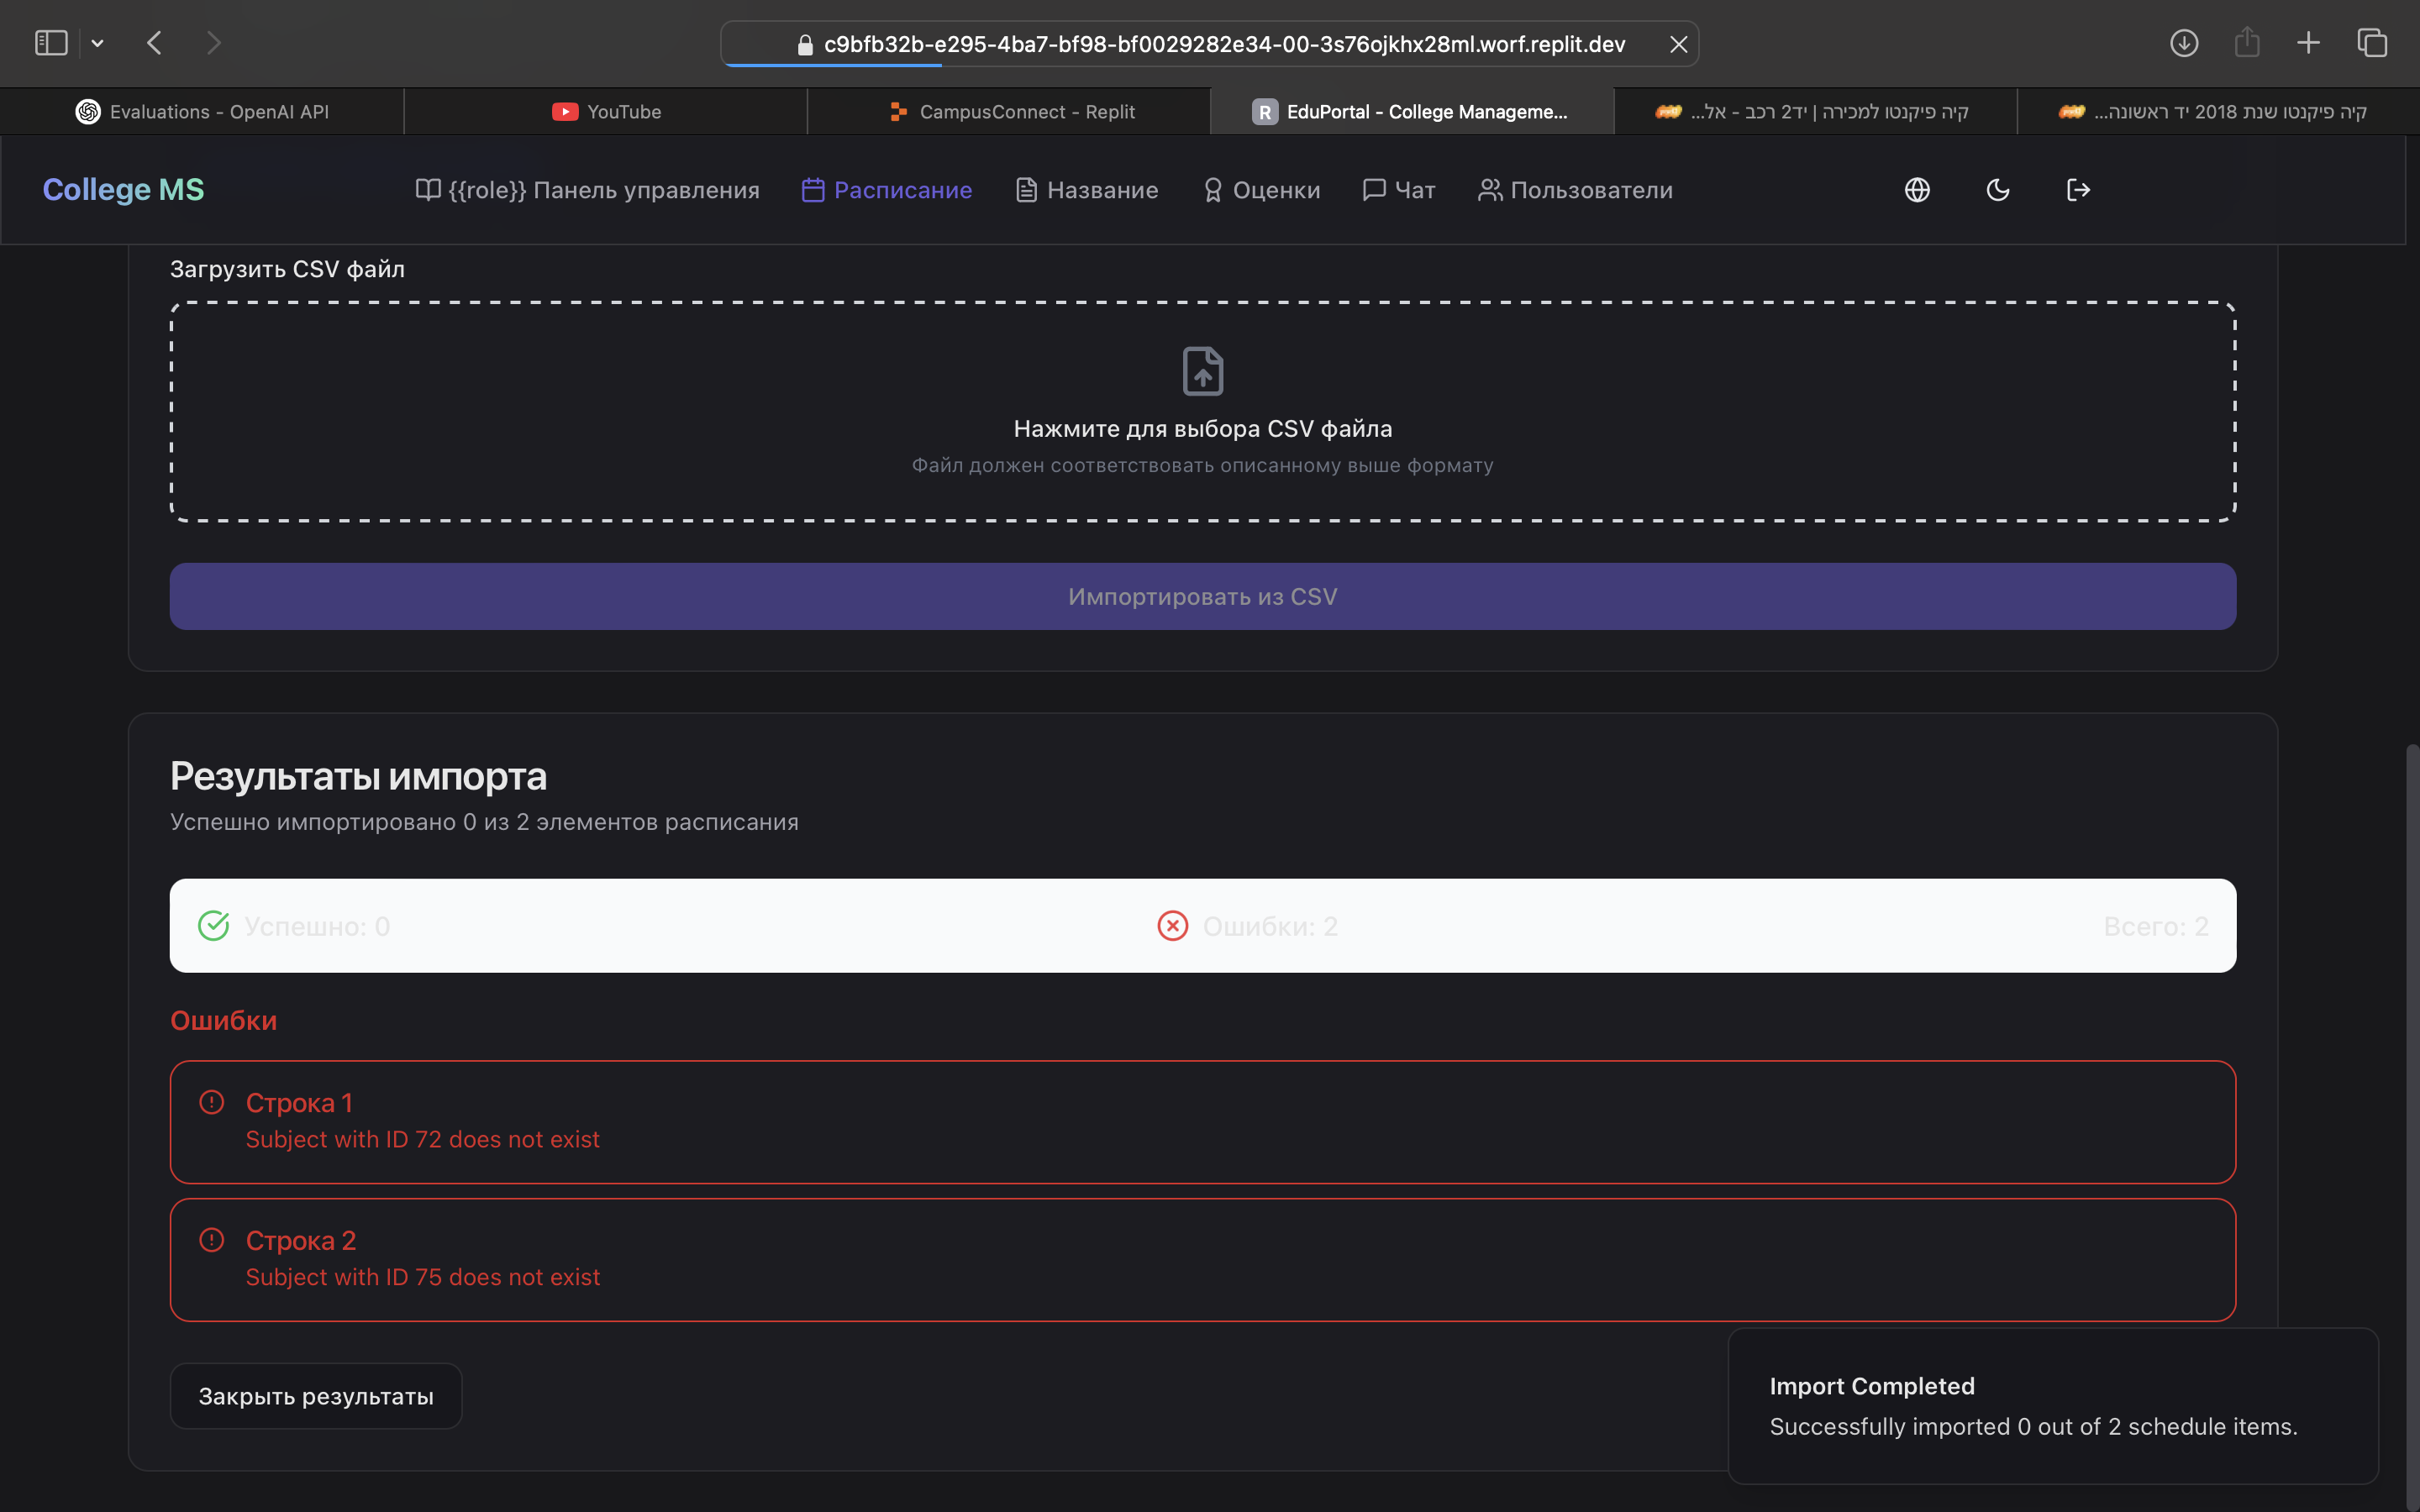 c9bfb32b-e295-4ba7-bf98-bf0029282e34-00-3s76ojkhx28ml.worf.replit.dev
Evaluations - OpenAI API
YouTube
CampusConnect - Replit
R EduPortal - College Manageme...
קיה פיקנטו למכירה | יד2 רכב - אל...
קיה פיקנטו שנת 2018 יד ראשונה...
College MS
{{role}} Панель управления
Расписание
Название
Оценки
Чат
Пользователи
Загрузить CSV файл
Нажмите для выбора CSV файла
Файл должен соответствовать описанному выше формату
Импортировать из CSV
Результаты импорта
Успешно импортировано 0 из 2 элементов расписания
Успешно: 0
Ошибки: 2
Всего: 2
Ошибки
Строка 1
Subject with ID 72 does not exist
Строка 2
Subject with ID 75 does not exist
Закрыть результаты
Import Completed
Successfully imported 0 out of 2 schedule items.